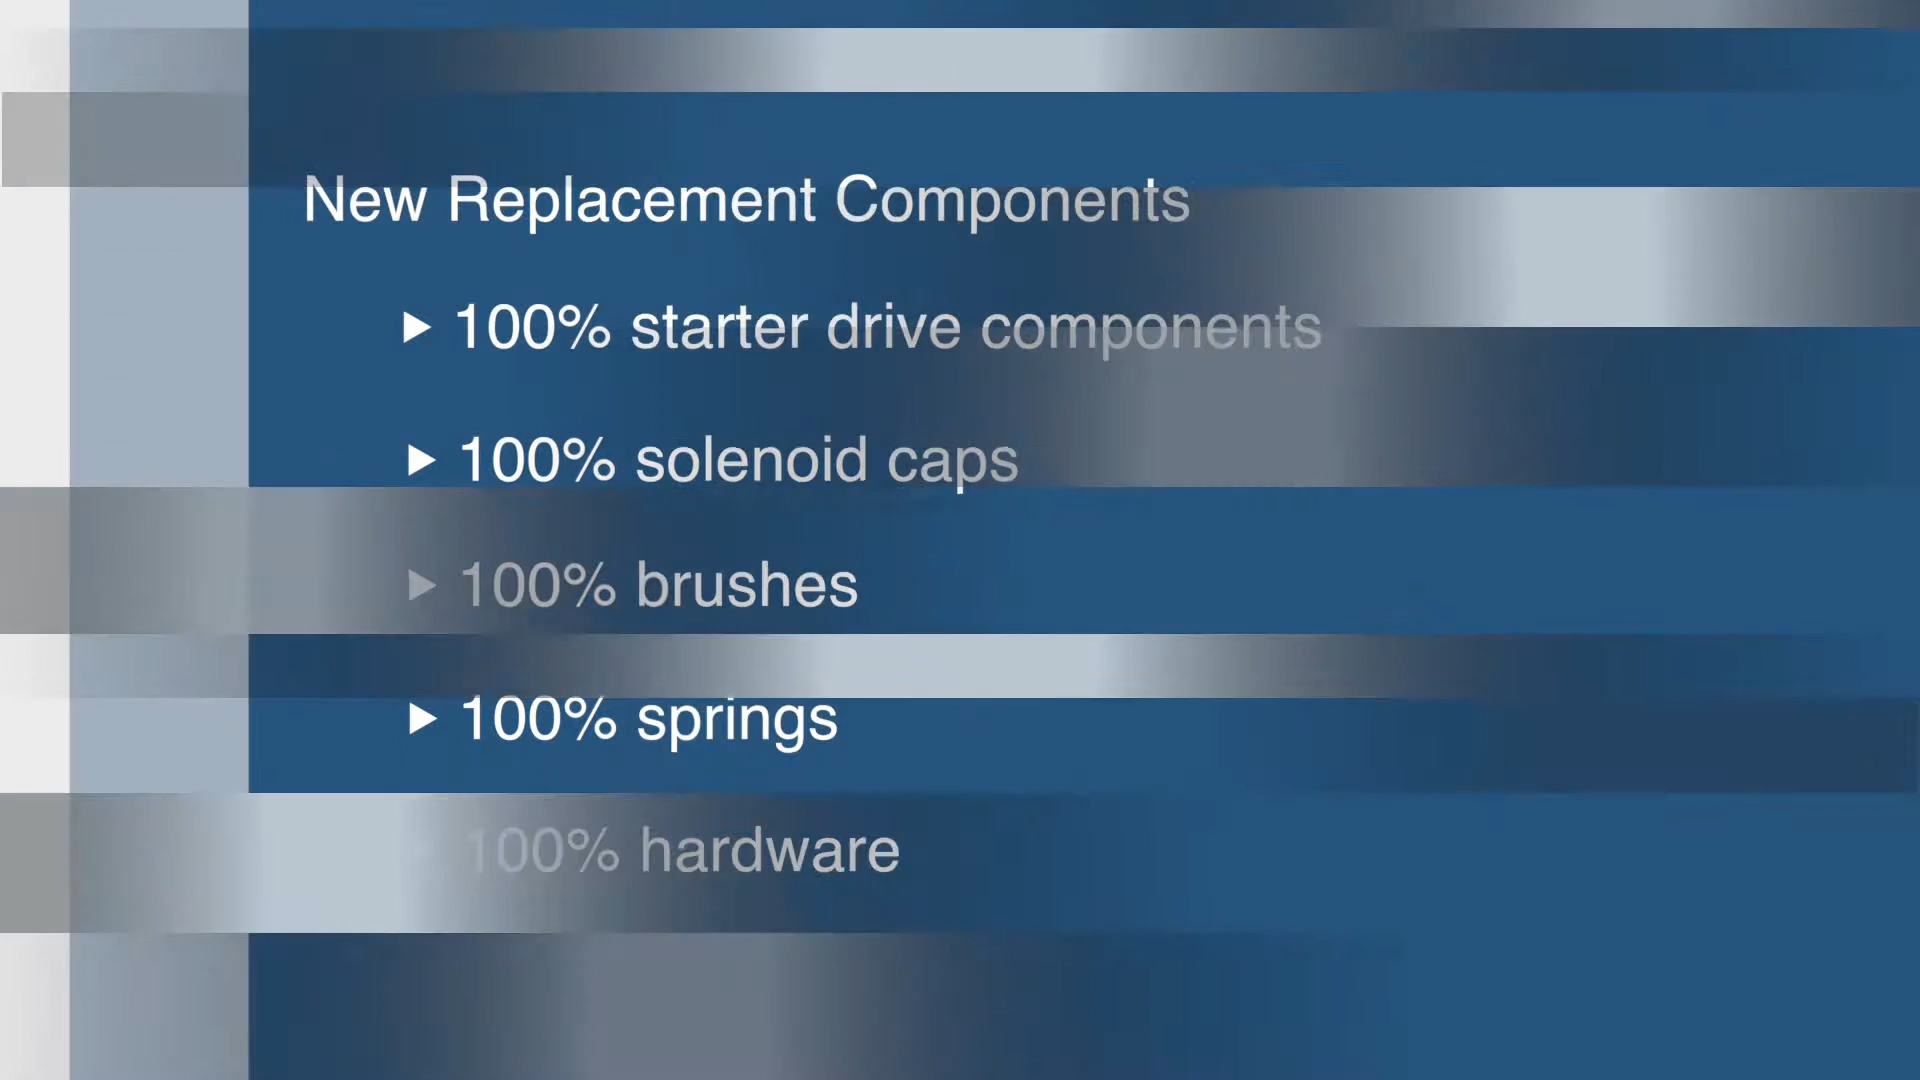 New Replacement Components
▶ 100% starter drive components
▶ 100% solenoid caps
▶ 100% brushes
▶ 100% springs
100% hardware